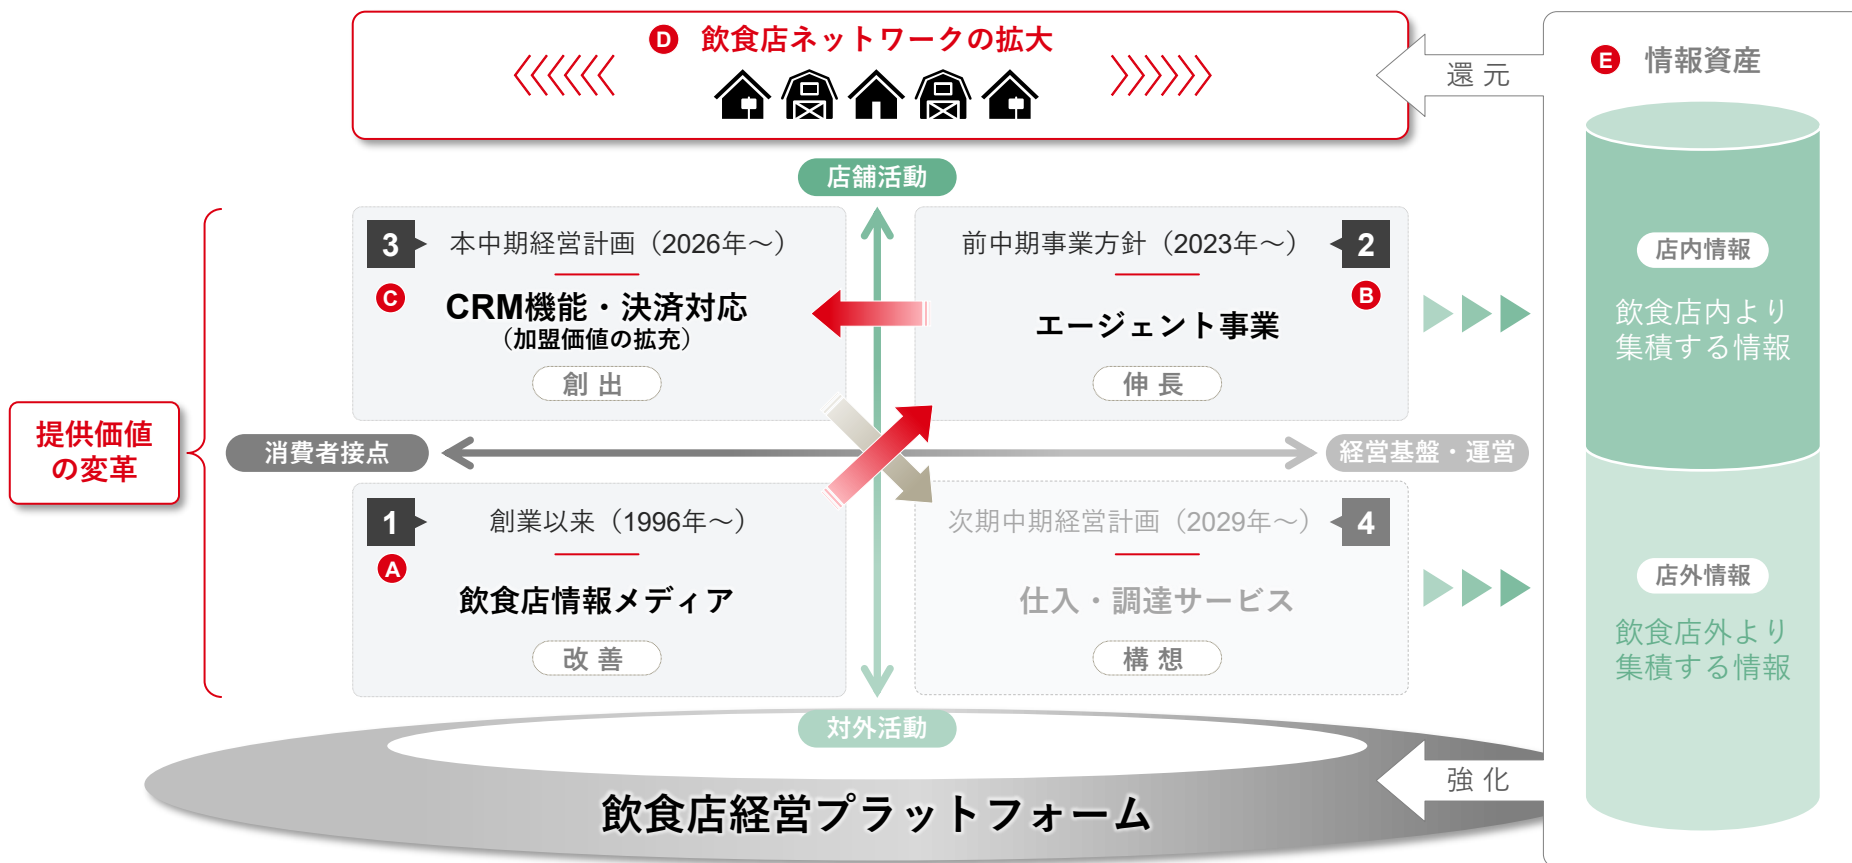 D 飲食店ネットワークの拡大
還元
E 情報資産
店舗活動
3 本中期経営計画（2026年～）
C
CRM機能・決済対応
（加盟価値の拡充）
創出
前中期事業方針（2023年～） 2
B
エージェント事業
伸長
店内情報
飲食店内より
集積する情報
提供価値
の変革
消費者接点
経営基盤・運営
1 創業以来（1996年～）
A
飲食店情報メディア
改善
次期中期経営計画（2029年～） 4
仕入・調達サービス
構想
店外情報
飲食店外より
集積する情報
対外活動
強化
飲食店経営プラットフォーム